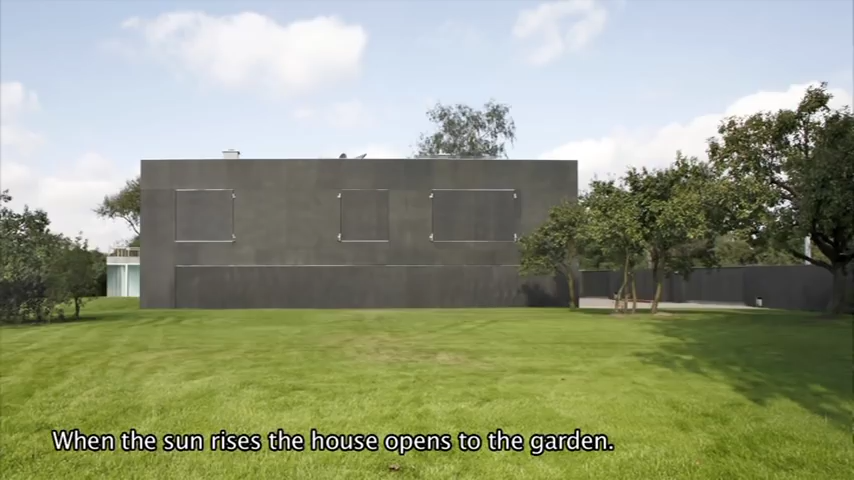 When the sun rises the house opens to the garden.